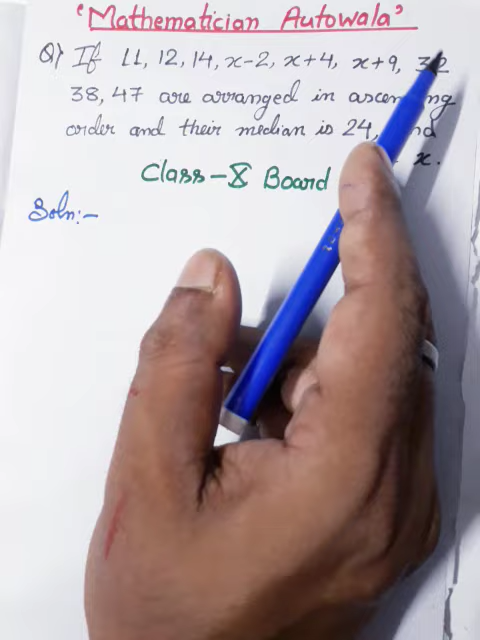 'Mathematician Autowala'
Q) If 11, 12, 14, x-2, x+4, x+9, 32
38, 47 are arranged in ascending
order and their median is 24,
x.
Class-X Board
Soln:-